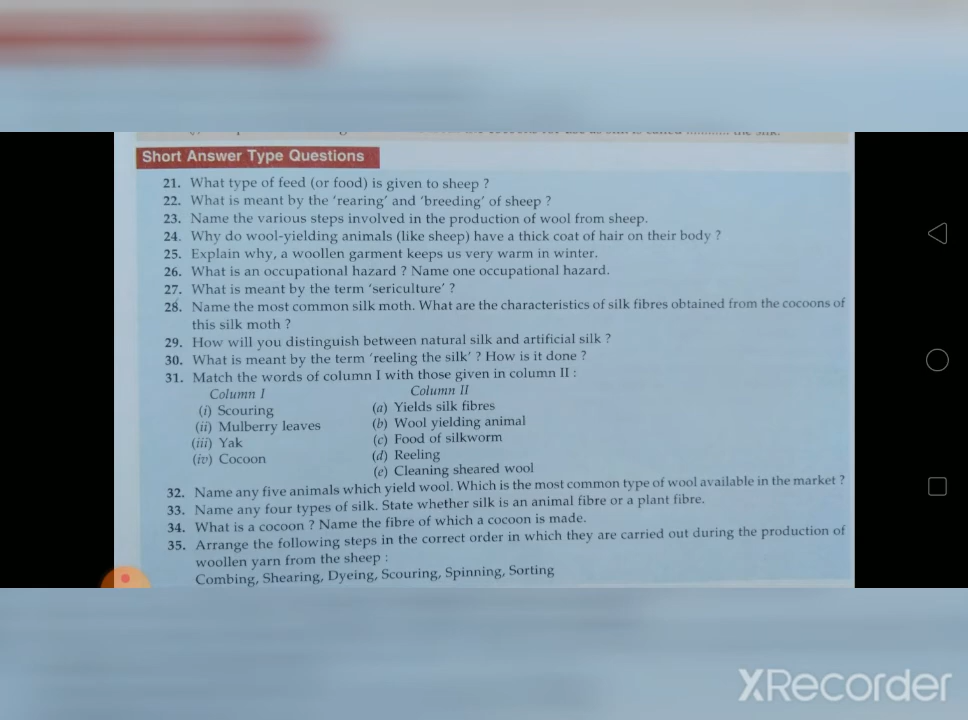 the silk.
Short Answer Type Questions
21. What type of feed (or food) is given to sheep ?
22. What is meant by the ‘rearing’ and ‘breeding’ of sheep ?
23. Name the various steps involved in the production of wool from sheep.
24. Why do wool-yielding animals (like sheep) have a thick coat of hair on their body ?
25. Explain why, a woollen garment keeps us very warm in winter.
26. What is an occupational hazard ? Name one occupational hazard.
27. What is meant by the term ‘sericulture’ ?
28. Name the most common silk moth. What are the characteristics of silk fibres obtained from the cocoons of
this silk moth ?
29. How will you distinguish between natural silk and artificial silk ?
30. What is meant by the term ‘reeling the silk’ ? How is it done ?
31. Match the words of column I with those given in column II :
Column I Column II
(i) Scouring (a) Yields silk fibres
(ii) Mulberry leaves (b) Wool yielding animal
(iii) Yak (c) Food of silkworm
(iv) Cocoon (d) Reeling
(e) Cleaning sheared wool
32. Name any five animals which yield wool. Which is the most common type of wool available in the market ?
33. Name any four types of silk. State whether silk is an animal fibre or a plant fibre.
34. What is a cocoon ? Name the fibre of which a cocoon is made.
35. Arrange the following steps in the correct order in which they are carried out during the production of
woollen yarn from the sheep :
Combing, Shearing, Dyeing, Scouring, Spinning, Sorting
XRecorder